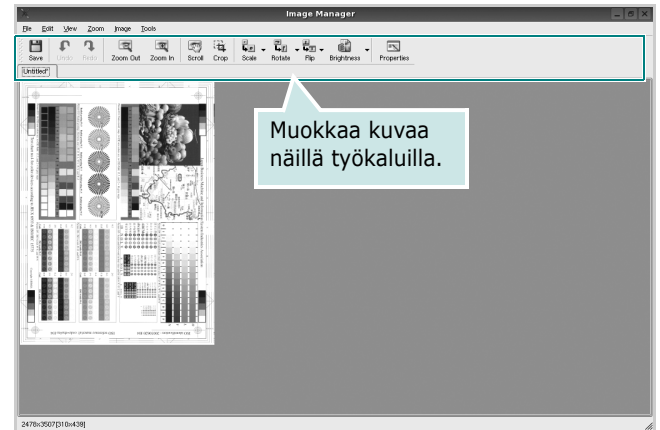 Image Manager
File Edit View Zoom Image Tools
Save Undo Redo Zoom Out Zoom In Scroll Crop Scale Rotate Flip Brightness Properties
Untitled*
Muokkaa kuvaa
näillä työkaluilla.
2478x3507[310x439]